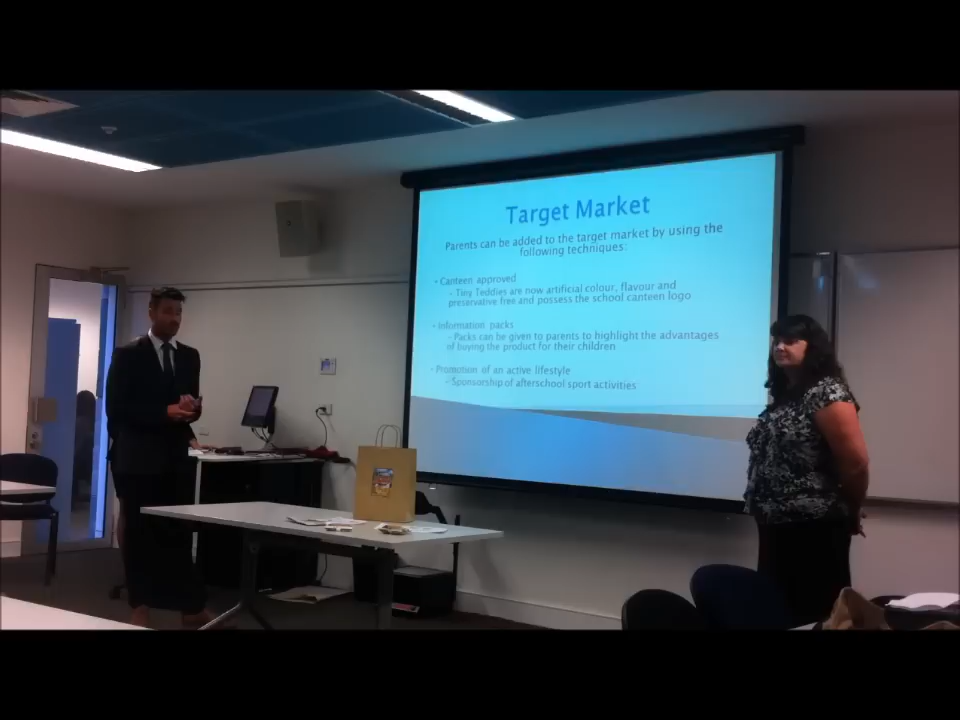 Target Market
Parents can be added to the target market by using the
following techniques:
• Canteen approved
– Tiny Teddies are now artificial colour, flavour and
preservative free and possess the school canteen logo
• Information packs
– Packs can be given to parents to highlight the advantages
of buying the product for their children
• Promotion of an active lifestyle
– Sponsorship of afterschool sport activities